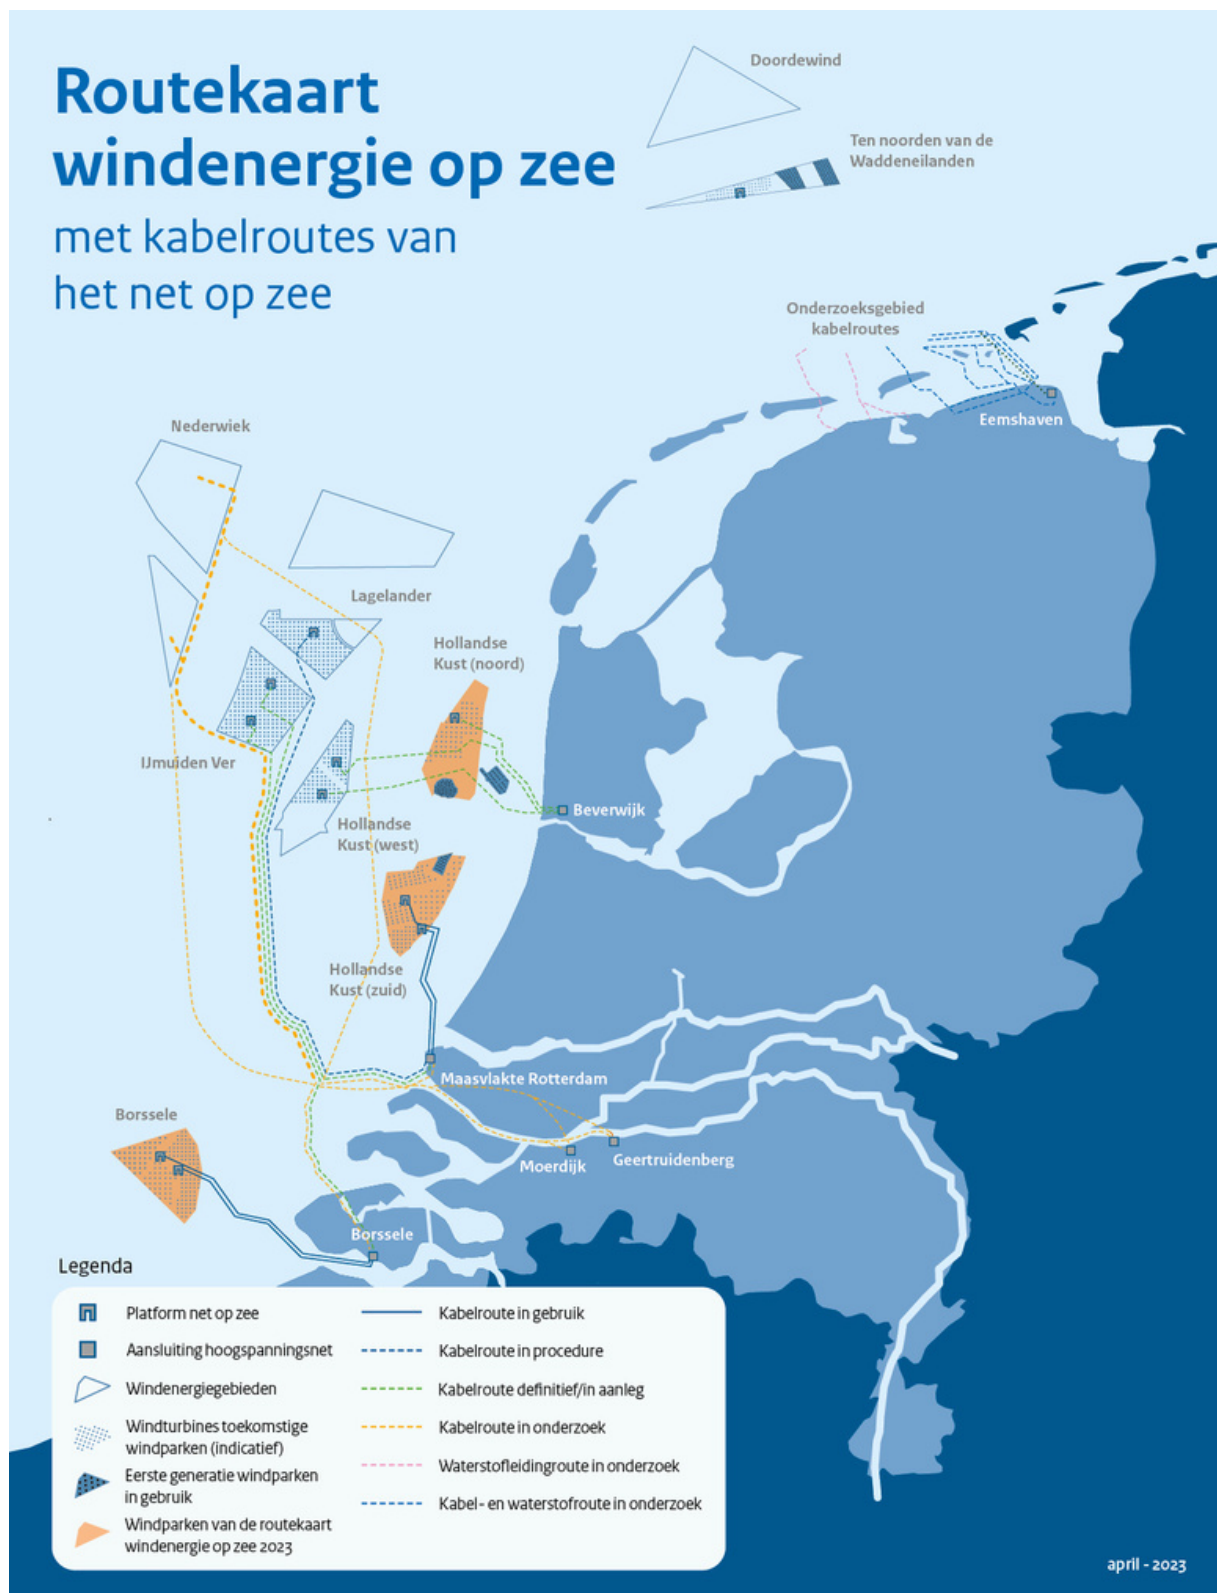 Routekaart
windenergie op zee
met kabelroutes van
het net op zee
Doordewind
Ten noorden van de
Waddeneilanden
Onderzoeksgebied
kabelroutes
Eemshaven
Nederwiek
Lagelander
Hollandse
Kust (noord)
IJmuiden Ver
Beverwijk
Hollandse
Kust (west)
Hollandse
Kust (zuid)
Maasvlakte Rotterdam
Borssele
Moerdijk
Geertruidenberg
Borssele
Legenda
Platform net op zee
Aansluiting hoogspanningsnet
Windenergiegebieden
Windturbines toekomstige
windparken (indicatief)
Eerste generatie windparken
in gebruik
Windparken van de routekaart
windenergie op zee 2023
Kabelroute in gebruik
Kabelroute in procedure
Kabelroute definitief/in aanleg
Kabelroute in onderzoek
Waterstofleidingroute in onderzoek
Kabel- en waterstofroute in onderzoek
april - 2023